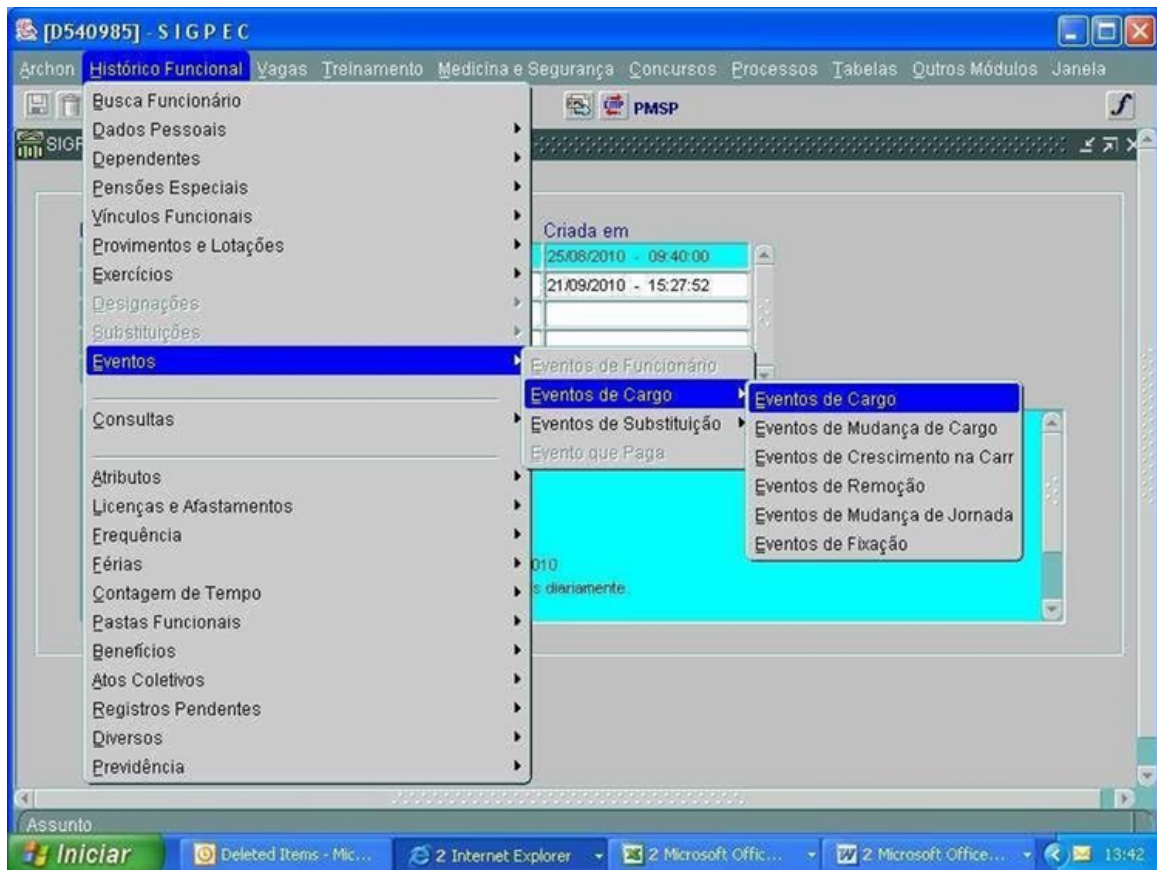 [D540985] - S I G P E C
Archon Histórico Funcional Vagas Treinamento Medicina e Segurança Concursos Processos Tabelas Outros Módulos Janela
PMSP
SIGP
Busca Funcionário
Dados Pessoais
Dependentes
Pensões Especiais
Vínculos Funcionais
Provimentos e Lotações
Exercícios
Designações
Substituições
Eventos
Consultas
Atributos
Licenças e Afastamentos
Frequência
Férias
Contagem de Tempo
Pastas Funcionais
Benefícios
Atos Coletivos
Registros Pendentes
Diversos
Previdência
Criada em
25/08/2010 - 09:40:00
21/09/2010 - 15:27:52
Eventos de Funcionário
Eventos de Cargo
Eventos de Substituição
Evento que Paga
Eventos de Cargo
Eventos de Mudança de Cargo
Eventos de Crescimento na Carr
Eventos de Remoção
Eventos de Mudança de Jornada
Eventos de Fixação
010
s diariamente.
Assunto
Iniciar
Deleted Items - Mic...
2 Internet Explorer
2 Microsoft Offic...
2 Microsoft Office...
13:42